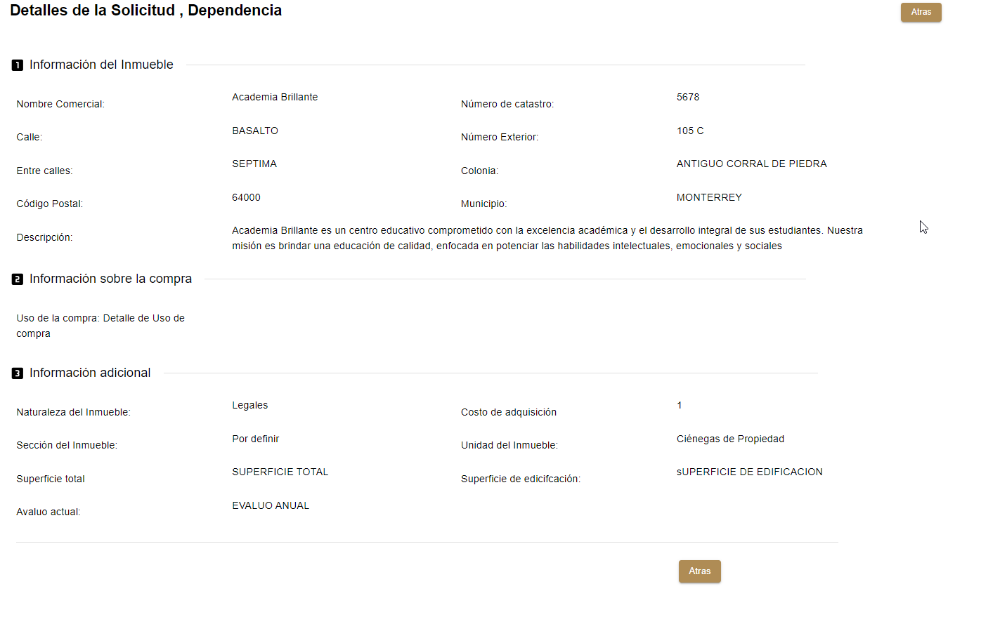 Detalles de la Solicitud , Dependencia
Atras
1 Información del Inmueble
Nombre Comercial: Academia Brillante Número de catastro: 5678
Calle: BASALTO Número Exterior: 105 C
Entre calles: SEPTIMA Colonia: ANTIGUO CORRAL DE PIEDRA
Código Postal: 64000 Municipio: MONTERREY
Descripción: Academia Brillante es un centro educativo comprometido con la excelencia académica y el desarrollo integral de sus estudiantes. Nuestra
misión es brindar una educación de calidad, enfocada en potenciar las habilidades intelectuales, emocionales y sociales
2 Información sobre la compra
Uso de la compra: Detalle de Uso de
compra
3 Información adicional
Naturaleza del Inmueble: Legales Costo de adquisición 1
Sección del Inmueble: Por definir Unidad del Inmueble: Ciénegas de Propiedad
Superficie total SUPERFICIE TOTAL Superficie de edicifcación: sUPERFICIE DE EDIFICACION
Avaluo actual: EVALUO ANUAL
Atras